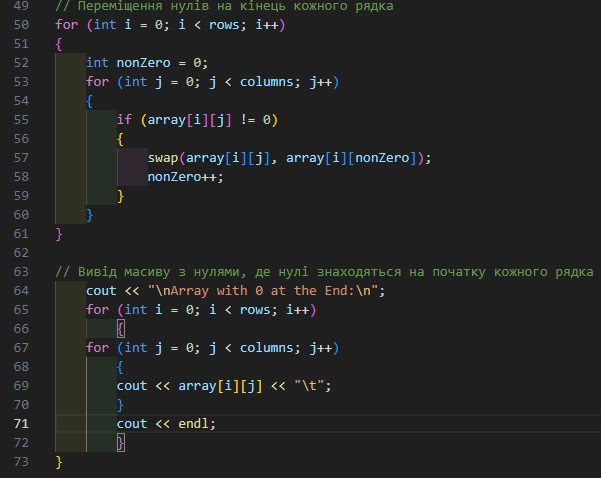 49 // Переміщення нулів на кінець кожного рядка
50 for (int i = 0; i < rows; i++)
51 {
52     int nonZero = 0;
53     for (int j = 0; j < columns; j++)
54     {
55         if (array[i][j] != 0)
56         {
57             swap(array[i][j], array[i][nonZero]);
58             nonZero++;
59         }
60     }
61 }
62
63 // Вивід масиву з нулями, де нулі знаходяться на початку кожного рядка
64     cout << "\nArray with 0 at the End:\n";
65     for (int i = 0; i < rows; i++)
66         {
67     for (int j = 0; j < columns; j++)
68         {
69         cout << array[i][j] << "\t";
70         }
71         cout << endl;
72         }
73 }